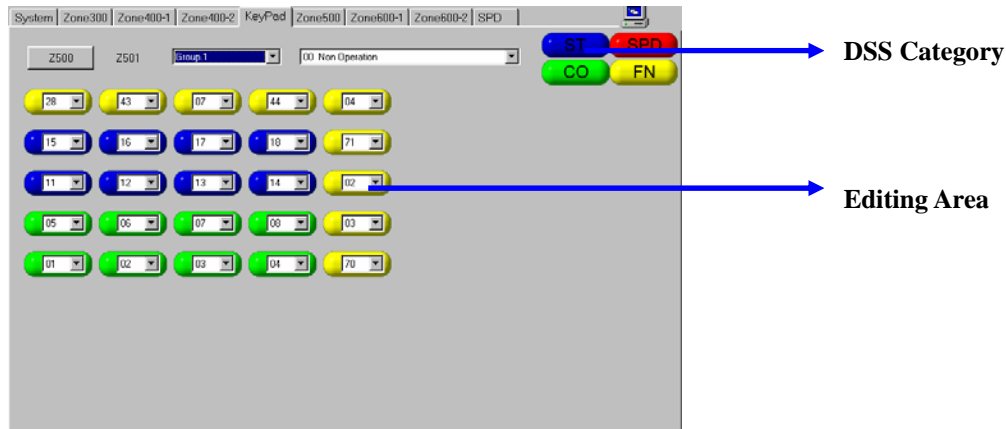 System Zone300 Zone400-1 Zone400-2 KeyPad Zone500 Zone600-1 Zone600-2 SPD
Z500 Z501 Group 1 00 Non Operation
ST SPD
CO FN
DSS Category
28 43 07 44 04
15 16 17 18 71
11 12 13 14 02
Editing Area
05 06 07 08 03
01 02 03 04 70